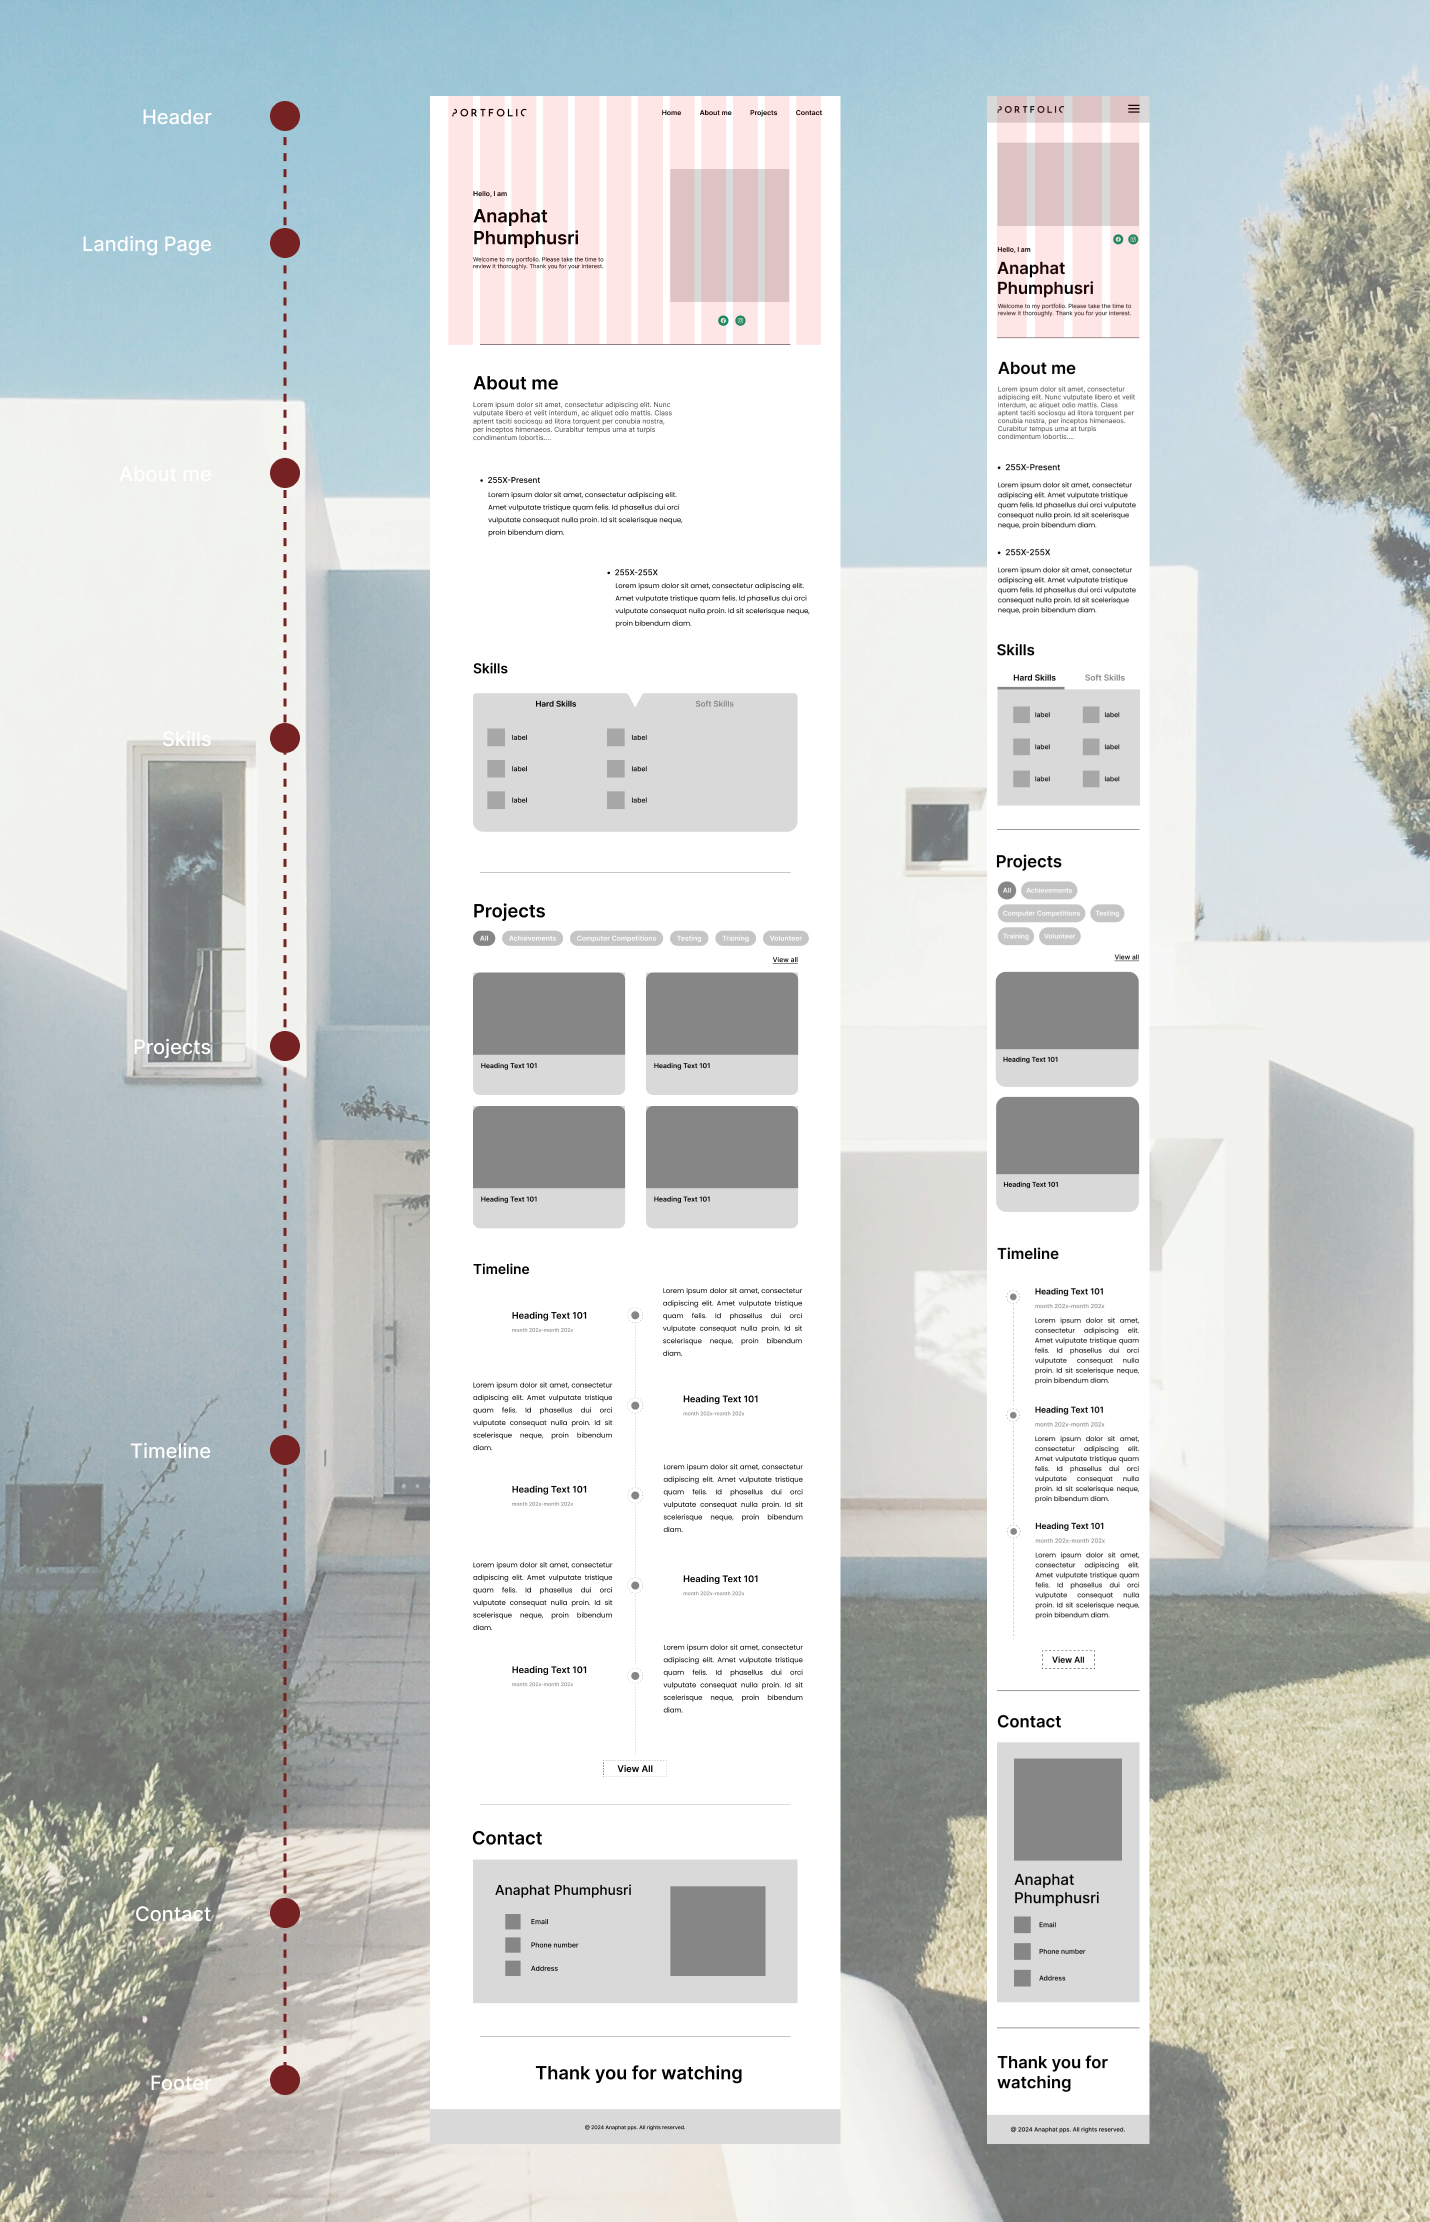 Header
Landing Page
About me
Skills
Projects
Timeline
Contact
Footer
PORTFOLIO
Home
About me
Projects
Contact
Hello, I am
Anaphat
Phumphusri
Welcome to my portfolio. Please take the time to
review it thoroughly. Thank you for your interest.
About me
Lorem ipsum dolor sit amet, consectetur adipiscing elit. Nunc
vulputate libero et velit interdum, ac aliquet odio mattis. Class
aptent taciti sociosqu ad litora torquent per conubia nostra,
per inceptos himenaeos. Curabitur tempus urna at turpis
condimentum lobortis....
• 255X-Present
Lorem ipsum dolor sit amet, consectetur adipiscing elit.
Amet vulputate tristique quam felis. Id phasellus dui orci
vulputate consequat nulla proin. Id sit scelerisque neque,
proin bibendum diam.
• 255X-255X
Lorem ipsum dolor sit amet, consectetur adipiscing elit.
Amet vulputate tristique quam felis. Id phasellus dui orci
vulputate consequat nulla proin. Id sit scelerisque neque,
proin bibendum diam.
Skills
Hard Skills
Soft Skills
label
label
label
label
label
label
Projects
All
Achievements
Computer Competitions
Testing
Training
Volunteer
View all
Heading Text 101
Heading Text 101
Heading Text 101
Heading Text 101
Timeline
Heading Text 101
month 202x-month 202x
Lorem ipsum dolor sit amet, consectetur
adipiscing elit. Amet vulputate tristique
quam felis. Id phasellus dui orci
vulputate consequat nulla proin. Id sit
scelerisque neque, proin bibendum
diam.
Lorem ipsum dolor sit amet, consectetur
adipiscing elit. Amet vulputate tristique
quam felis. Id phasellus dui orci
vulputate consequat nulla proin. Id sit
scelerisque neque, proin bibendum
diam.
Heading Text 101
month 202x-month 202x
Heading Text 101
month 202x-month 202x
Lorem ipsum dolor sit amet, consectetur
adipiscing elit. Amet vulputate tristique
quam felis. Id phasellus dui orci
vulputate consequat nulla proin. Id sit
scelerisque neque, proin bibendum
diam.
Lorem ipsum dolor sit amet, consectetur
adipiscing elit. Amet vulputate tristique
quam felis. Id phasellus dui orci
vulputate consequat nulla proin. Id sit
scelerisque neque, proin bibendum
diam.
Heading Text 101
month 202x-month 202x
Heading Text 101
month 202x-month 202x
Lorem ipsum dolor sit amet, consectetur
adipiscing elit. Amet vulputate tristique
quam felis. Id phasellus dui orci
vulputate consequat nulla proin. Id sit
scelerisque neque, proin bibendum
diam.
View All
Contact
Anaphat Phumphusri
Email
Phone number
Address
Thank you for watching
@ 2024 Anaphat pps. All rights reserved.
PORTFOLIO
Hello, I am
Anaphat
Phumphusri
Welcome to my portfolio. Please take the time to
review it thoroughly. Thank you for your interest.
About me
Lorem ipsum dolor sit amet, consectetur
adipiscing elit. Nunc vulputate libero et velit
interdum, ac aliquet odio mattis. Class
aptent taciti sociosqu ad litora torquent per
conubia nostra, per inceptos himenaeos.
Curabitur tempus urna at turpis
condimentum lobortis....
• 255X-Present
Lorem ipsum dolor sit amet, consectetur
adipiscing elit. Amet vulputate tristique
quam felis. Id phasellus dui orci vulputate
consequat nulla proin. Id sit scelerisque
neque, proin bibendum diam.
• 255X-255X
Lorem ipsum dolor sit amet, consectetur
adipiscing elit. Amet vulputate tristique
quam felis. Id phasellus dui orci vulputate
consequat nulla proin. Id sit scelerisque
neque, proin bibendum diam.
Skills
Hard Skills
Soft Skills
label
label
label
label
label
label
Projects
All
Achievements
Computer Competitions
Testing
Training
Volunteer
View all
Heading Text 101
Heading Text 101
Timeline
Heading Text 101
month 202x-month 202x
Lorem ipsum dolor sit amet,
consectetur adipiscing elit.
Amet vulputate tristique quam
felis. Id phasellus dui orci
vulputate consequat nulla
proin. Id sit scelerisque neque,
proin bibendum diam.
Heading Text 101
month 202x-month 202x
Lorem ipsum dolor sit amet,
consectetur adipiscing elit.
Amet vulputate tristique quam
felis. Id phasellus dui orci
vulputate consequat nulla
proin. Id sit scelerisque neque,
proin bibendum diam.
Heading Text 101
month 202x-month 202x
Lorem ipsum dolor sit amet,
consectetur adipiscing elit.
Amet vulputate tristique quam
felis. Id phasellus dui orci
vulputate consequat nulla
proin. Id sit scelerisque neque,
proin bibendum diam.
View All
Contact
Anaphat
Phumphusri
Email
Phone number
Address
Thank you for
watching
@ 2024 Anaphat pps. All rights reserved.